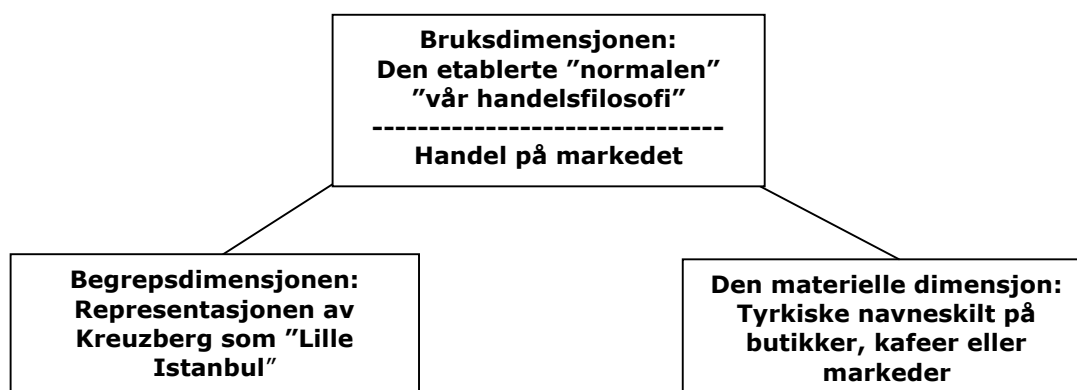 Bruksdimensjonen:
Den etablerte ”normalen”
”vår handelsfilosofi”
-------------------------------
Handel på markedet
Begrepsdimensjonen:
Representasjonen av
Kreuzberg som ”Lille
Istanbul”
Den materielle dimensjon:
Tyrkiske navneskilt på
butikker, kafeer eller
markeder